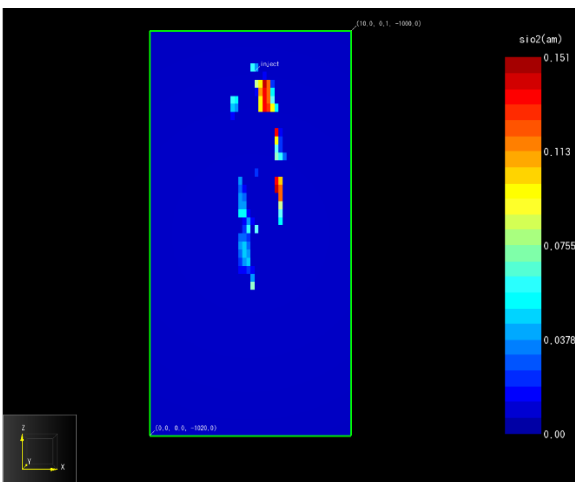 (10.0, 0.1, -1000.0)
sio2(am)
0.151
inject
0.113
0.0755
0.0378
(0.0, 0.0, -1020.0)
0.00
Z
Y
X